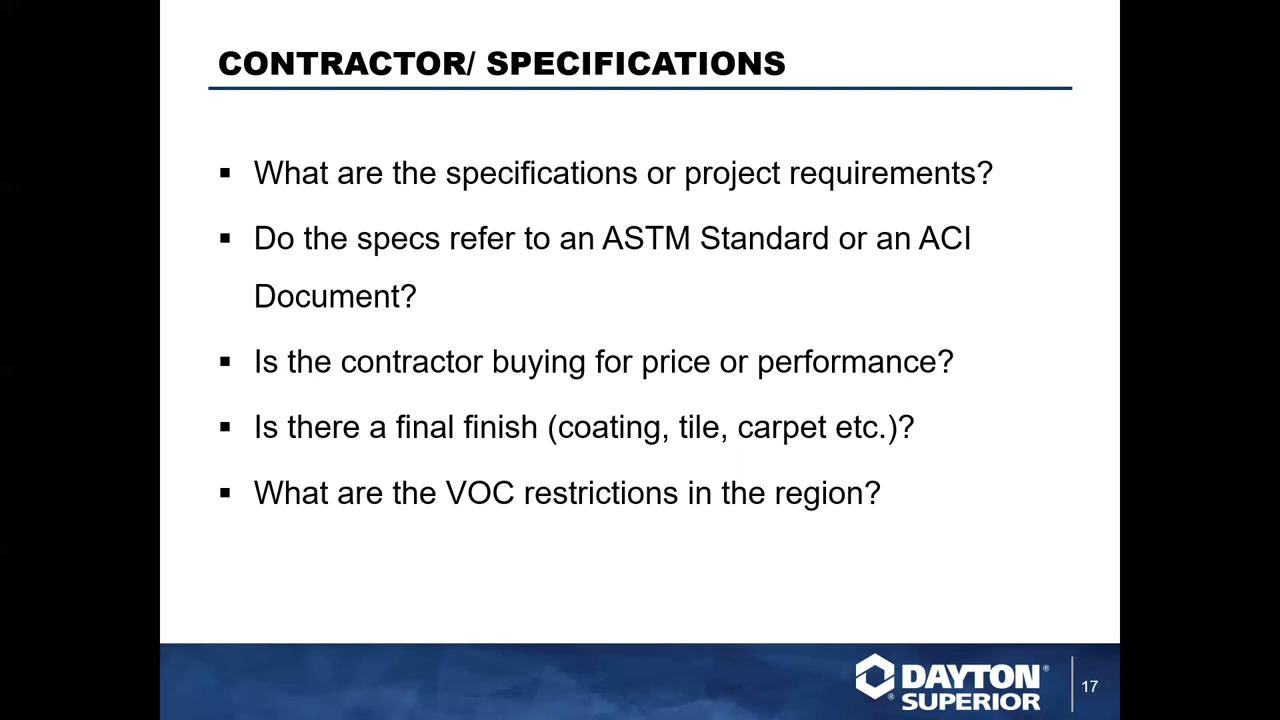 CONTRACTOR/ SPECIFICATIONS
▪ What are the specifications or project requirements?
▪ Do the specs refer to an ASTM Standard or an ACI
Document?
▪ Is the contractor buying for price or performance?
▪ Is there a final finish (coating, tile, carpet etc.)?
▪ What are the VOC restrictions in the region?
DAYTON®
®SUPERIOR
17